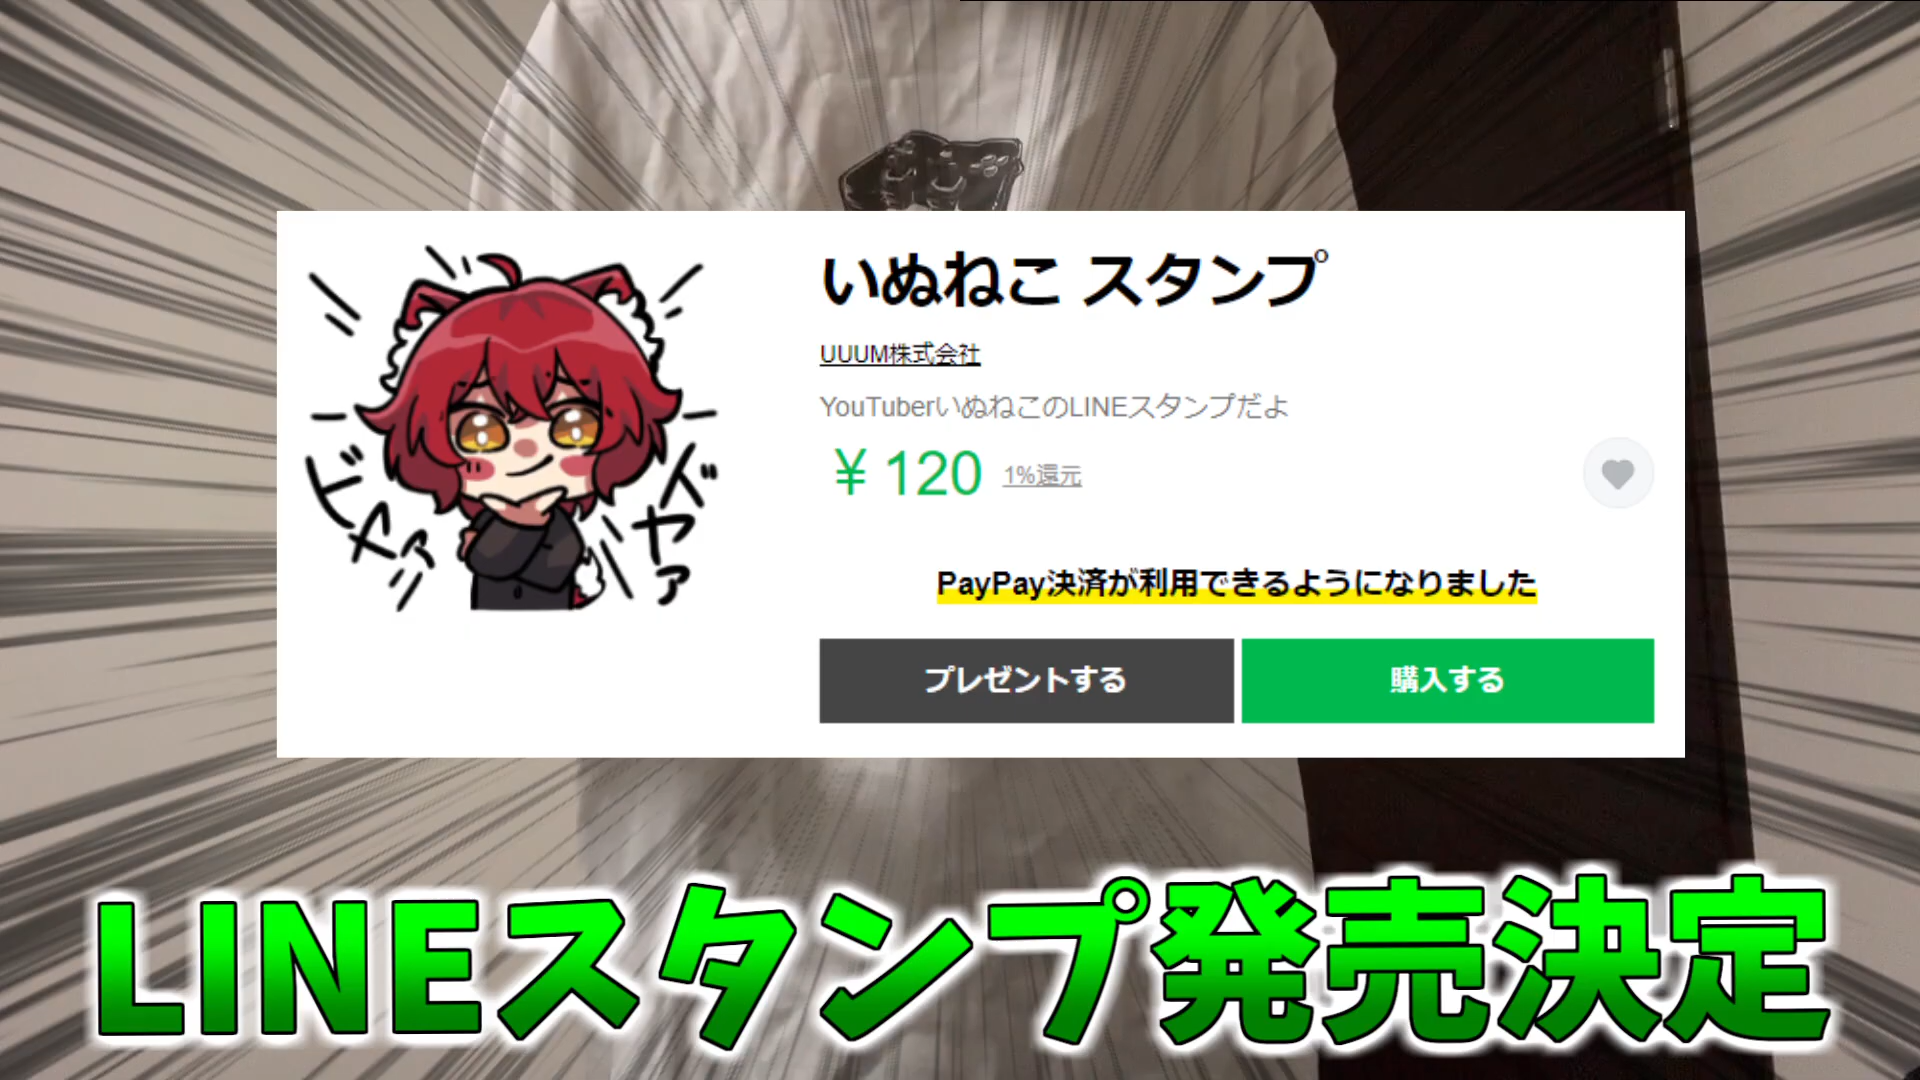 いぬねこ スタンプ
UUUM株式会社
YouTuberいぬねこのLINEスタンプだよ
￥120 1%還元
ドヤァッ
ドヤァ
PayPay決済が利用できるようになりました
プレゼントする 購入する
LINEスタンプ発売決定